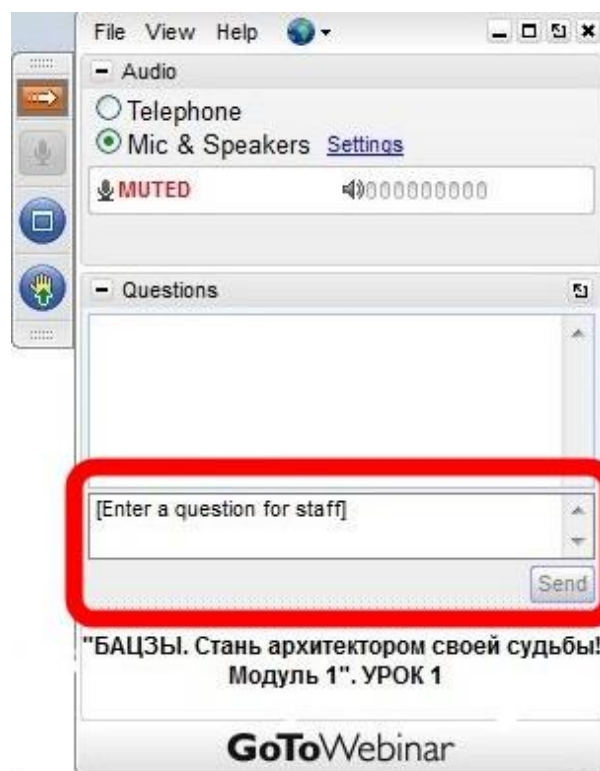 File View Help
Audio
Telephone
Mic & Speakers Settings
MUTED 000000000
Questions
[Enter a question for staff]
Send
"БАЦЗЫ. Стань архитектором своей судьбы!
Модуль 1". УРОК 1
GoToWebinar